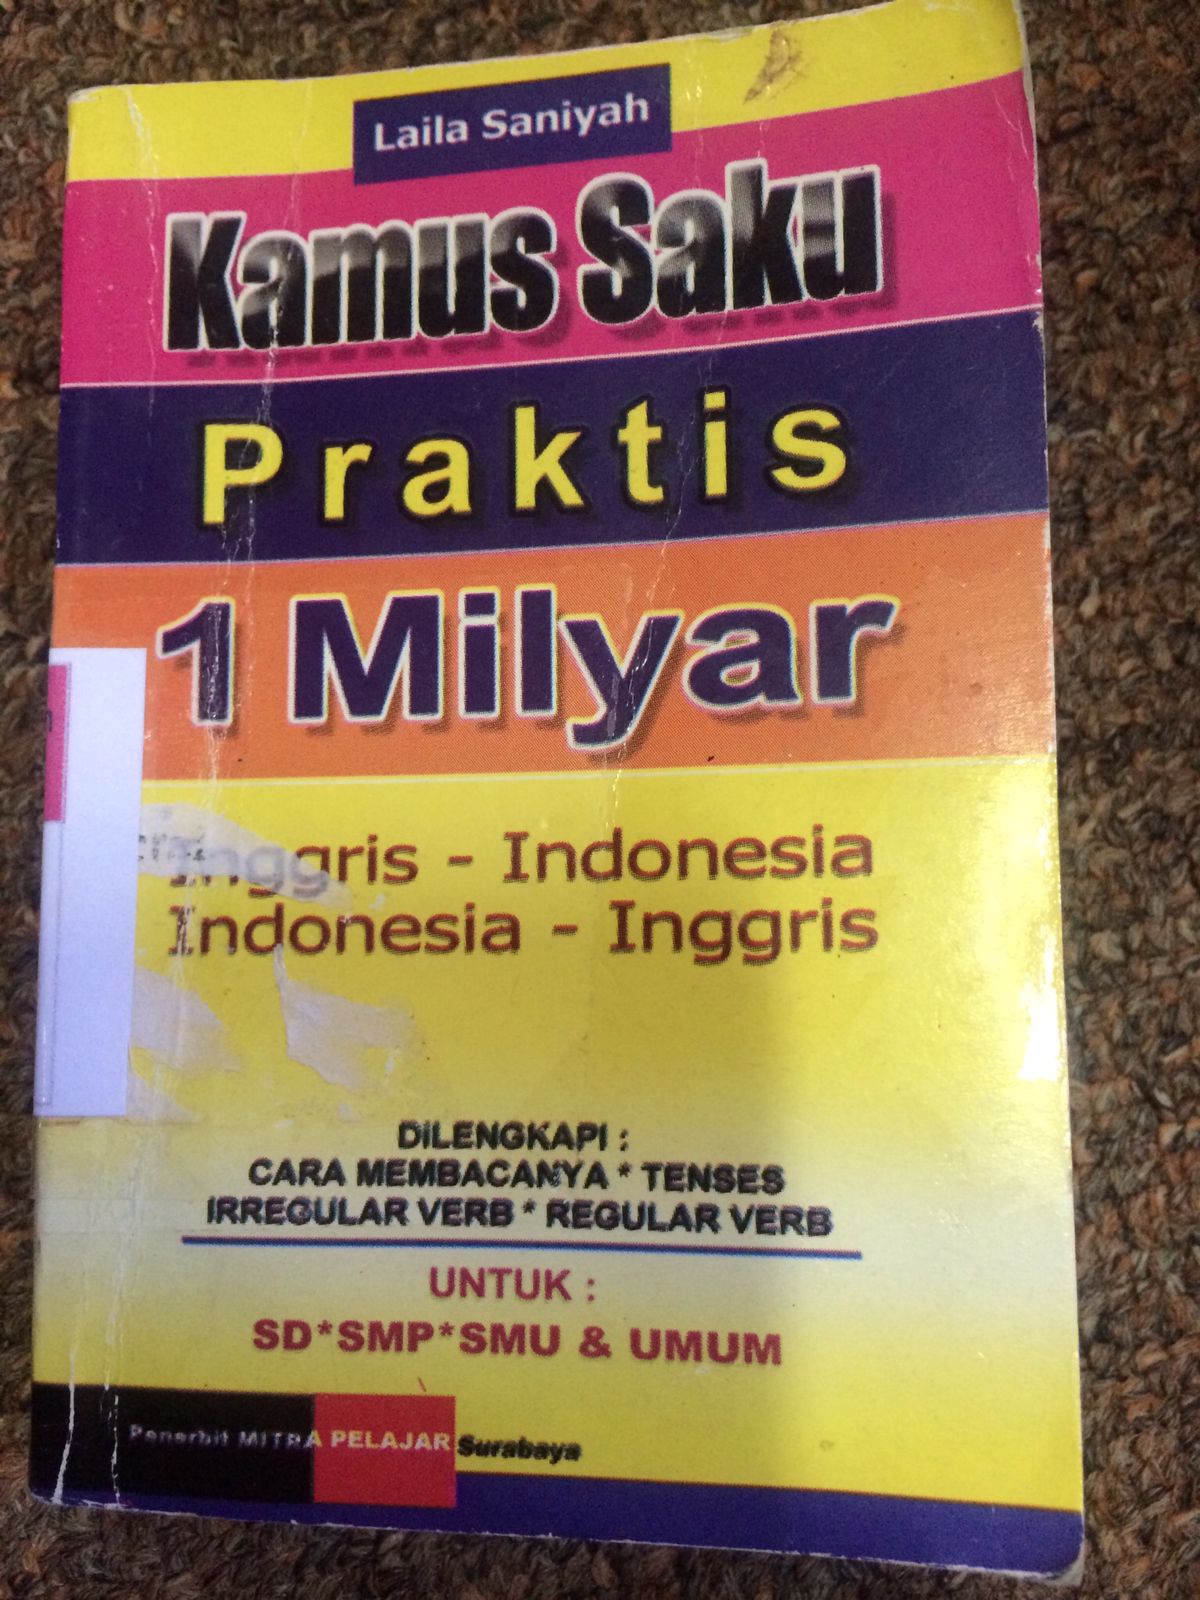 Laila Saniyah
Kamus Saku
Praktis
1 Milyar
Inggris - Indonesia
Indonesia - Inggris
DILENGKAPI :
CARA MEMBACANYA * TENSES
IRREGULAR VERB * REGULAR VERB
UNTUK :
SD*SMP*SMU & UMUM
Penerbit MITRA PELAJAR Surabaya